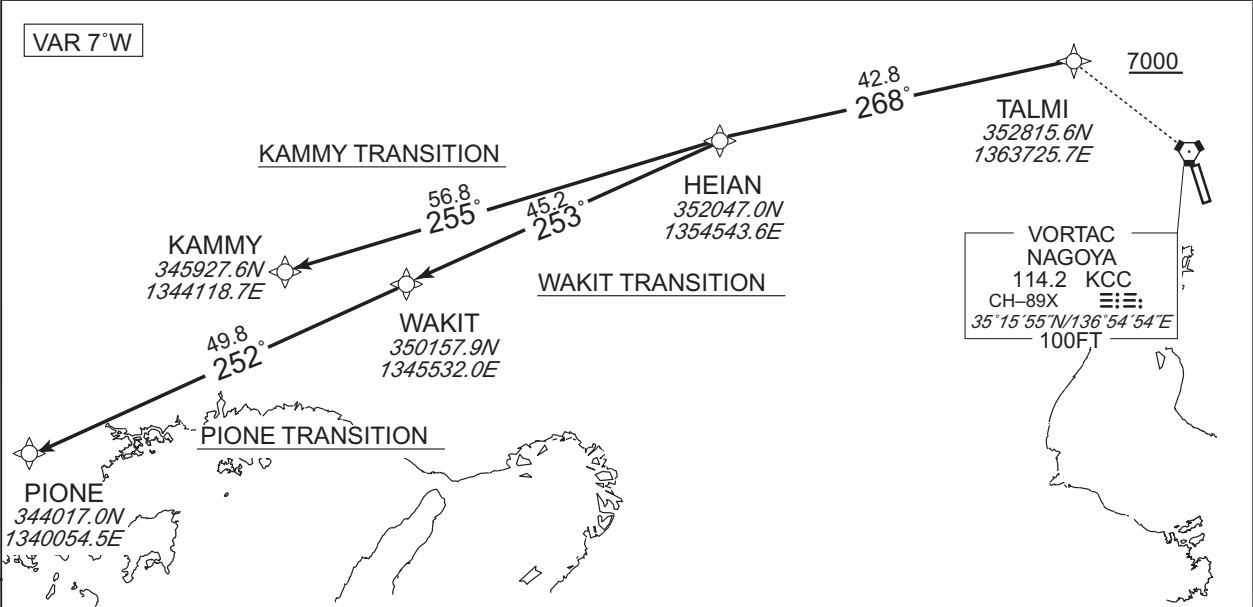 VAR 7˚W
7000
42.8
268˚
TALMI
352815.6N
1363725.7E
KAMMY TRANSITION
HEIAN
352047.0N
1354543.6E
56.8
255˚
45.2
253˚
KAMMY
345927.6N
1344118.7E
WAKIT TRANSITION
VORTAC
NAGOYA
114.2 KCC
CH–89X
35˚15´55˝N/136˚54´54˝E
100FT
WAKIT
350157.9N
1345532.0E
49.8
252˚
PIONE TRANSITION
PIONE
344017.0N
1340054.5E